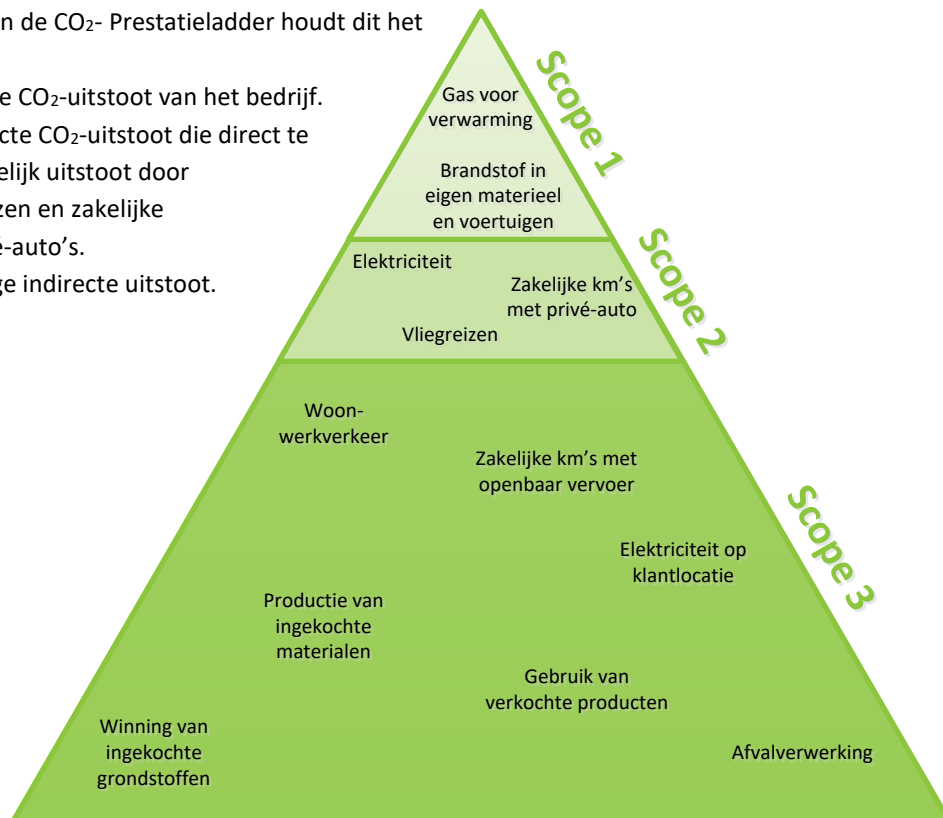 n de CO₂- Prestatieladder houdt dit het
e CO₂-uitstoot van het bedrijf.
cte CO₂-uitstoot die direct te
elijk uitstoot door
zen en zakelijke
é-auto's.
ge indirecte uitstoot.
Scope 1
Gas voor
verwarming
Brandstof in
eigen materieel
en voertuigen
Scope 2
Elektriciteit
Zakelijke km's
met privé-auto
Vliegreizen
Scope 3
Woon-
werkverkeer
Zakelijke km's met
openbaar vervoer
Elektriciteit op
klantlocatie
Productie van
ingekochte
materialen
Gebruik van
verkochte producten
Winning van
ingekochte
grondstoffen
Afvalverwerking